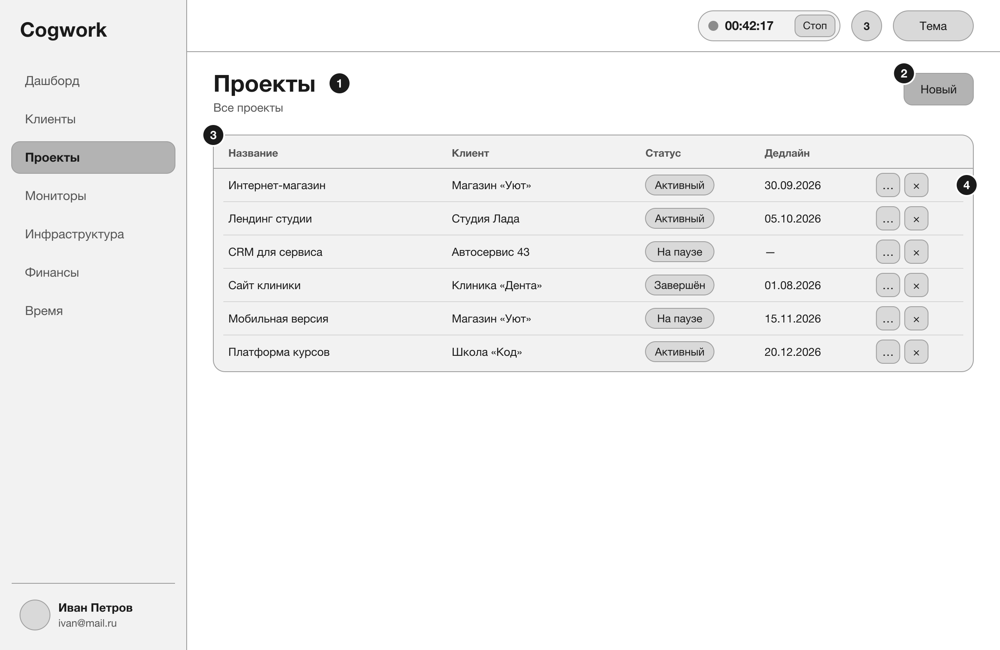 Cogwork
Дашборд
Клиенты
Проекты
Мониторы
Инфраструктура
Финансы
Время
Иван Петров
ivan@mail.ru
00:42:17 Стоп 3 Тема
Проекты 1
Все проекты
2 Новый
3
Название Клиент Статус Дедлайн
Интернет-магазин Магазин «Уют» Активный 30.09.2026 ... × 4
Лендинг студии Студия Лада Активный 05.10.2026 ... ×
CRM для сервиса Автосервис 43 На паузе — ... ×
Сайт клиники Клиника «Дента» Завершён 01.08.2026 ... ×
Мобильная версия Магазин «Уют» На паузе 15.11.2026 ... ×
Платформа курсов Школа «Код» Активный 20.12.2026 ... ×